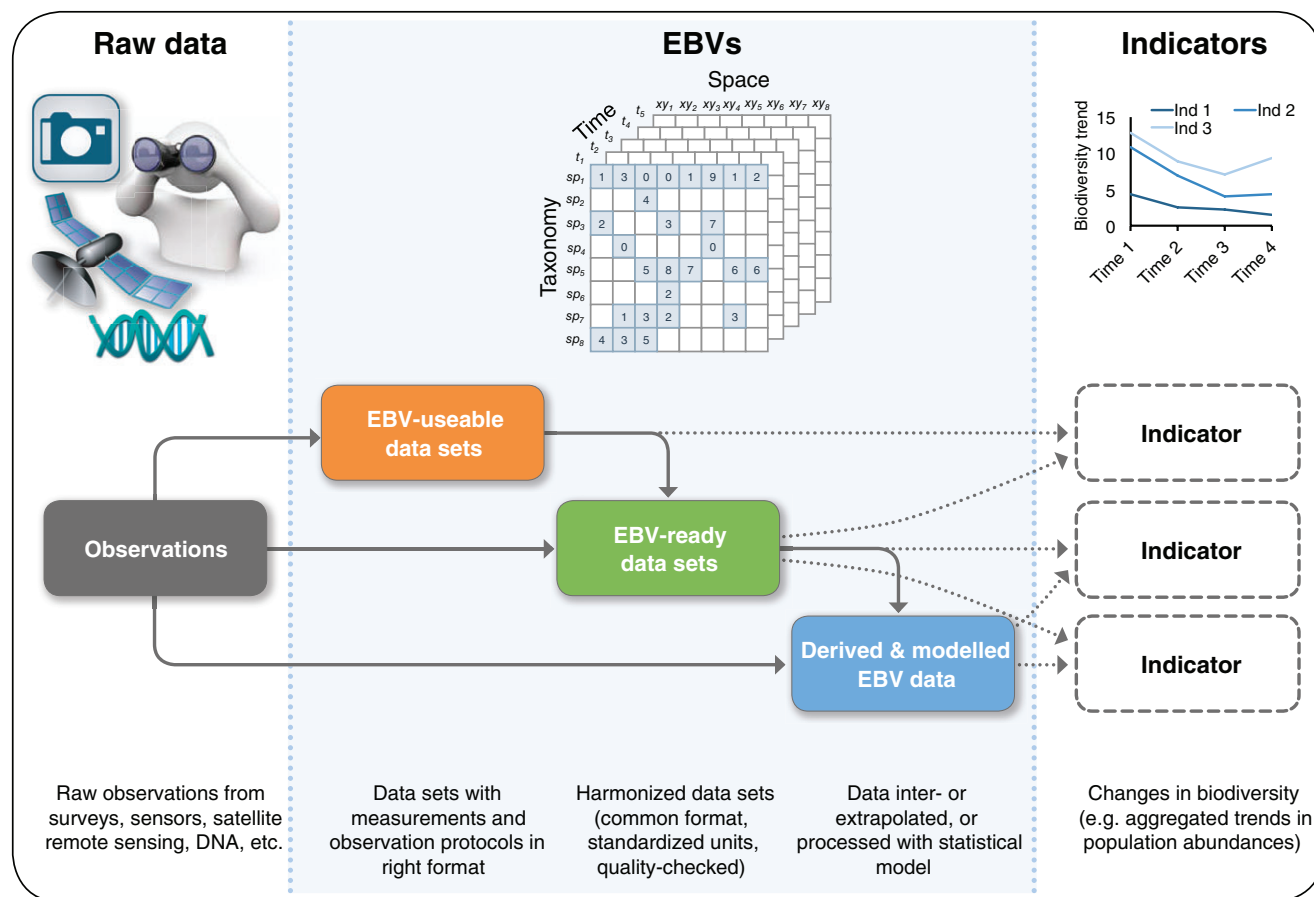 Raw data
EBVs
Indicators
Space
Time
Taxonomy
xy1 xy2 xy3 xy4 xy5 xy6 xy7 xy8
t5
t4
t3
t2
t1
sp1 1 3 0 0 1 9 1 2
sp2 4
sp3 2 3 7
sp4 0 0
sp5 5 8 7 6 6
sp6 2
sp7 1 3 2 3
sp8 4 3 5
Biodiversity trend
15
10
5
0
Ind 1 Ind 2
Ind 3
Time 1 Time 2 Time 3 Time 4
EBV-useable
data sets
Indicator
Observations
EBV-ready
data sets
Indicator
Derived & modelled
EBV data
Indicator
Raw observations from
surveys, sensors, satellite
remote sensing, DNA, etc.
Data sets with
measurements and
observation protocols in
right format
Harmonized data sets
(common format,
standardized units,
quality-checked)
Data inter- or
extrapolated, or
processed with statistical
model
Changes in biodiversity
(e.g. aggregated trends in
population abundances)